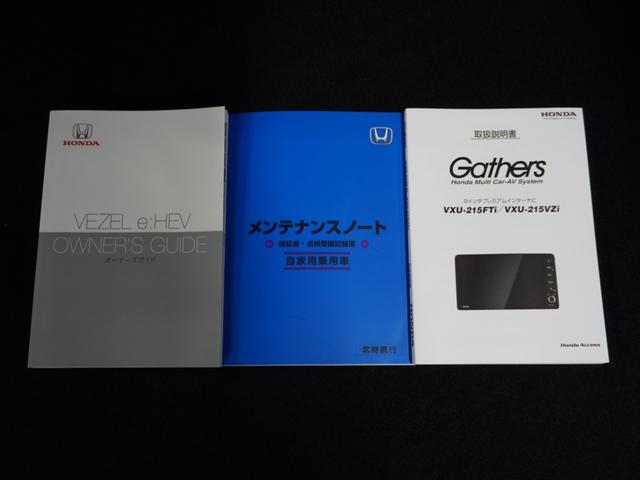 HONDA
VEZEL e:HEV
OWNER'S GUIDE
オーナーズガイド
メンテナンスノート
保証書・点検整備記録簿
自家用乗用車
常時携行
HONDA
取扱説明書
Gathers
Honda Multi Car-AV System
9インチプレミアムインターナビ
VXU-215FTi/VXU-215VZi
Honda Access